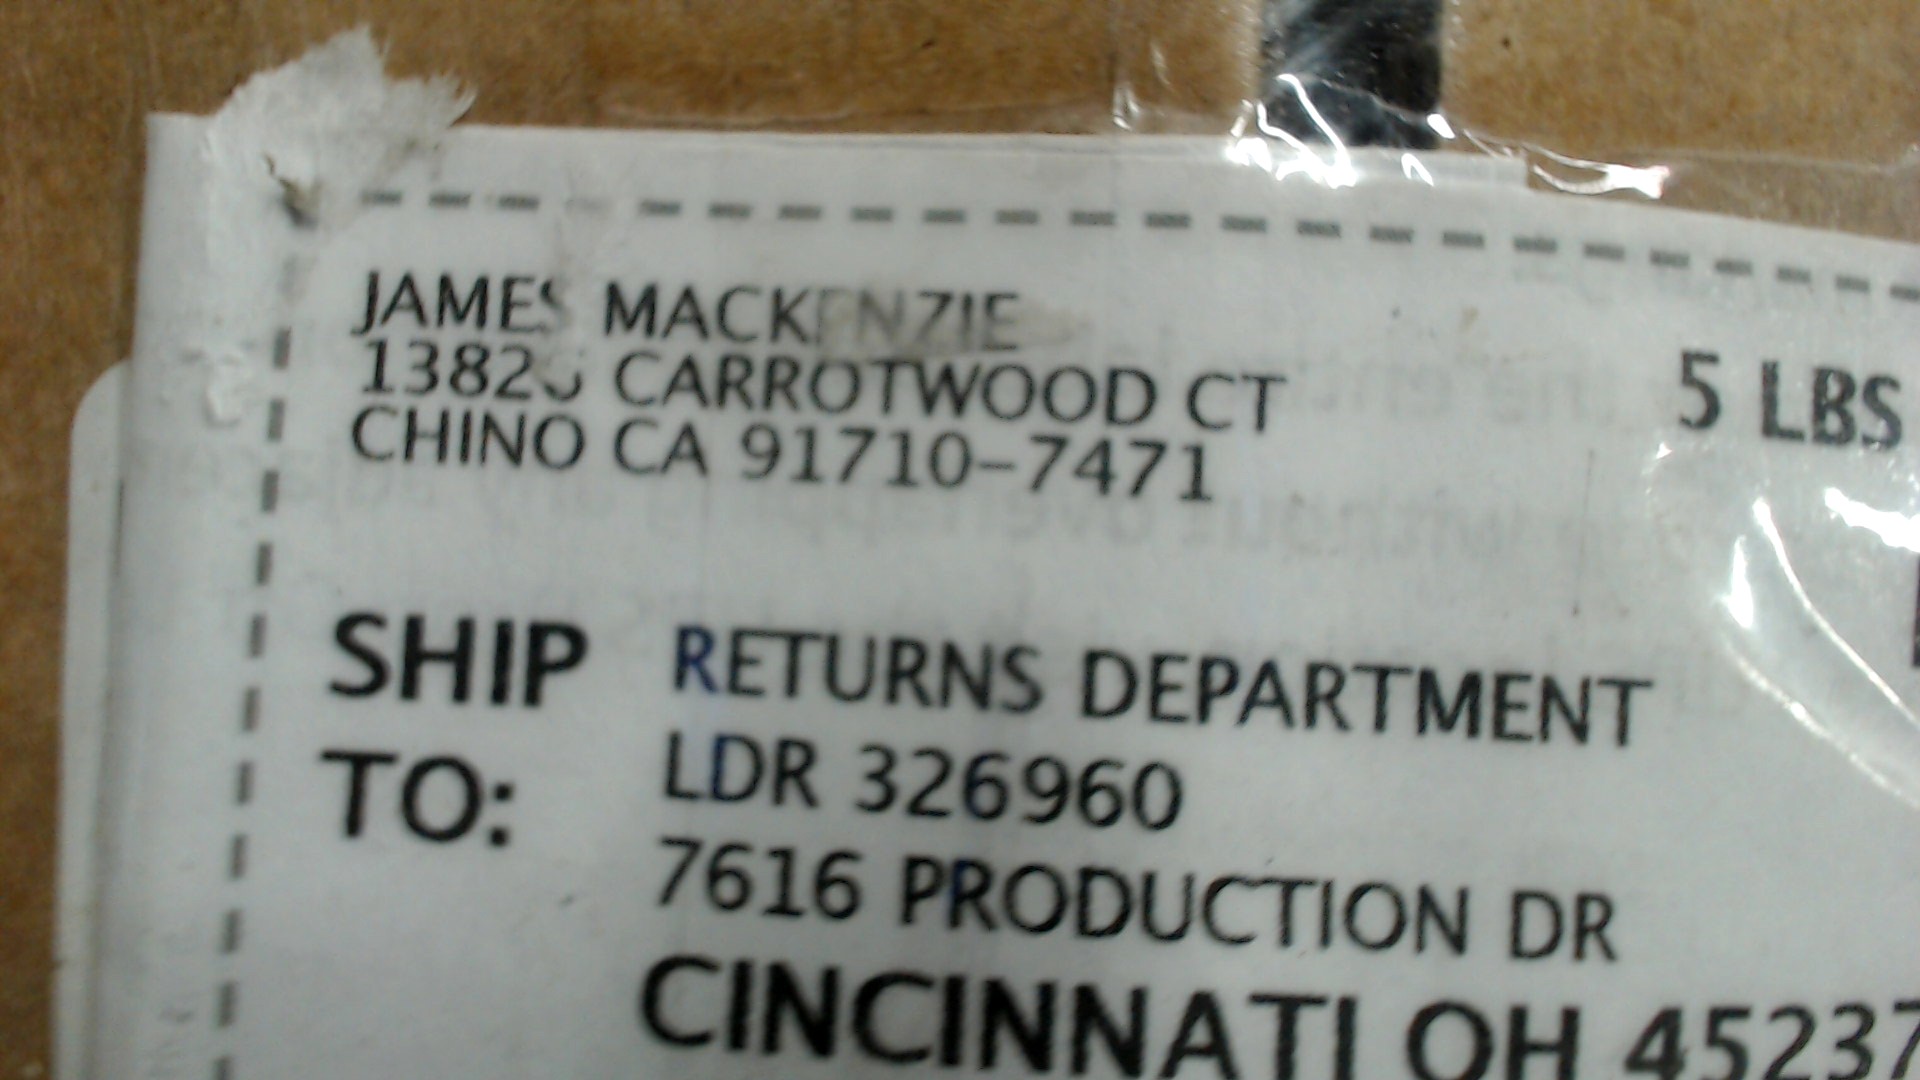 JAMES MACKENZIE
CARROTWOOD CT
CHINO CA 91710-7471
5 LBS
SHIP TO:
RETURNS DEPARTMENT
LDR 326960
7616 PRODUCTION DR
CINCINNATI OH 45237